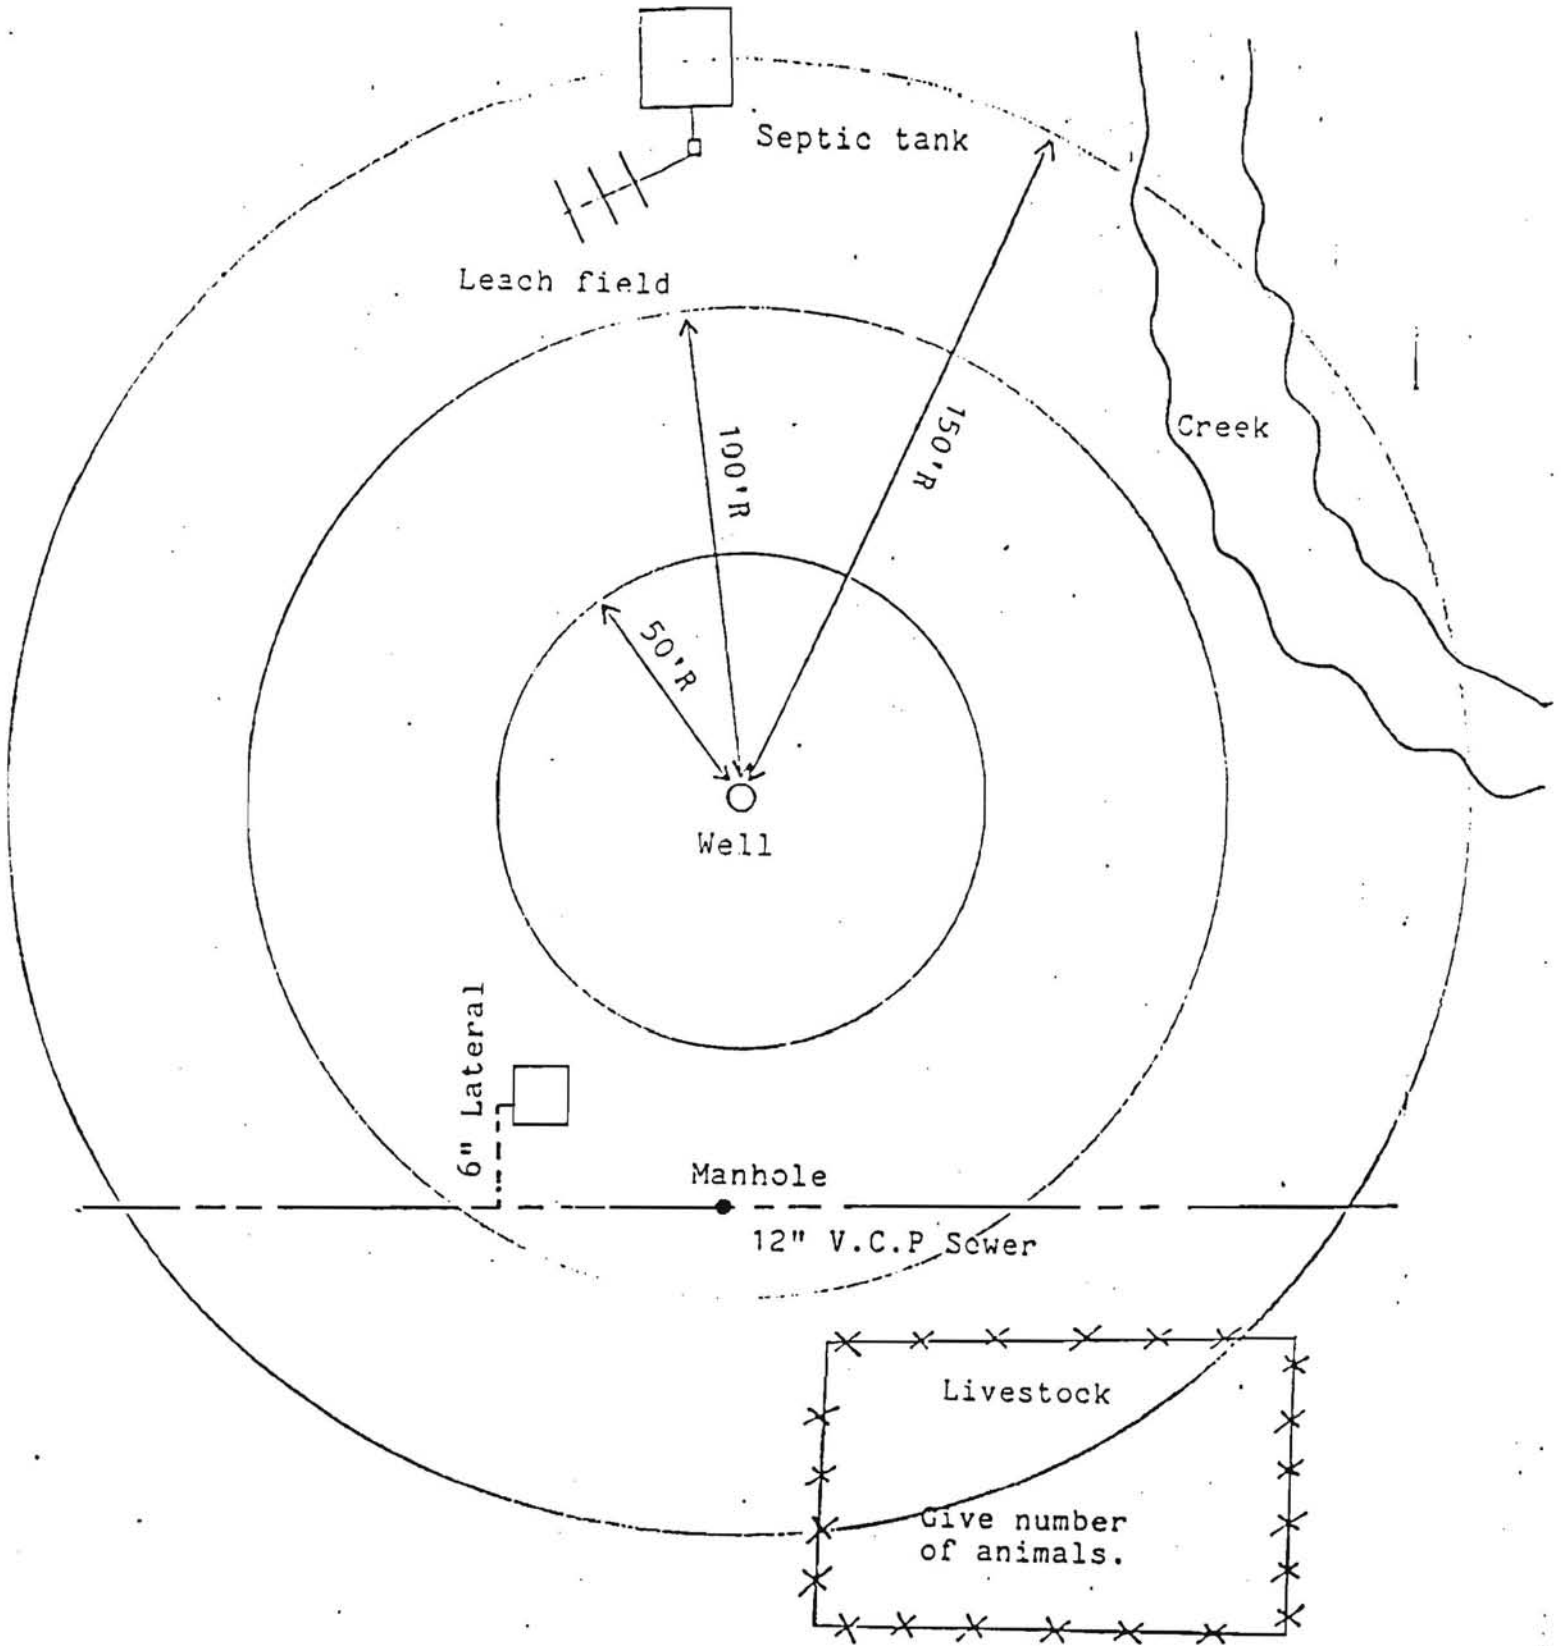 Septic tank
Leach field
Creek
150'R
100'R
50'R
Well
6" Lateral
Manhole
12" V.C.P Sewer
Livestock
Give number
of animals.